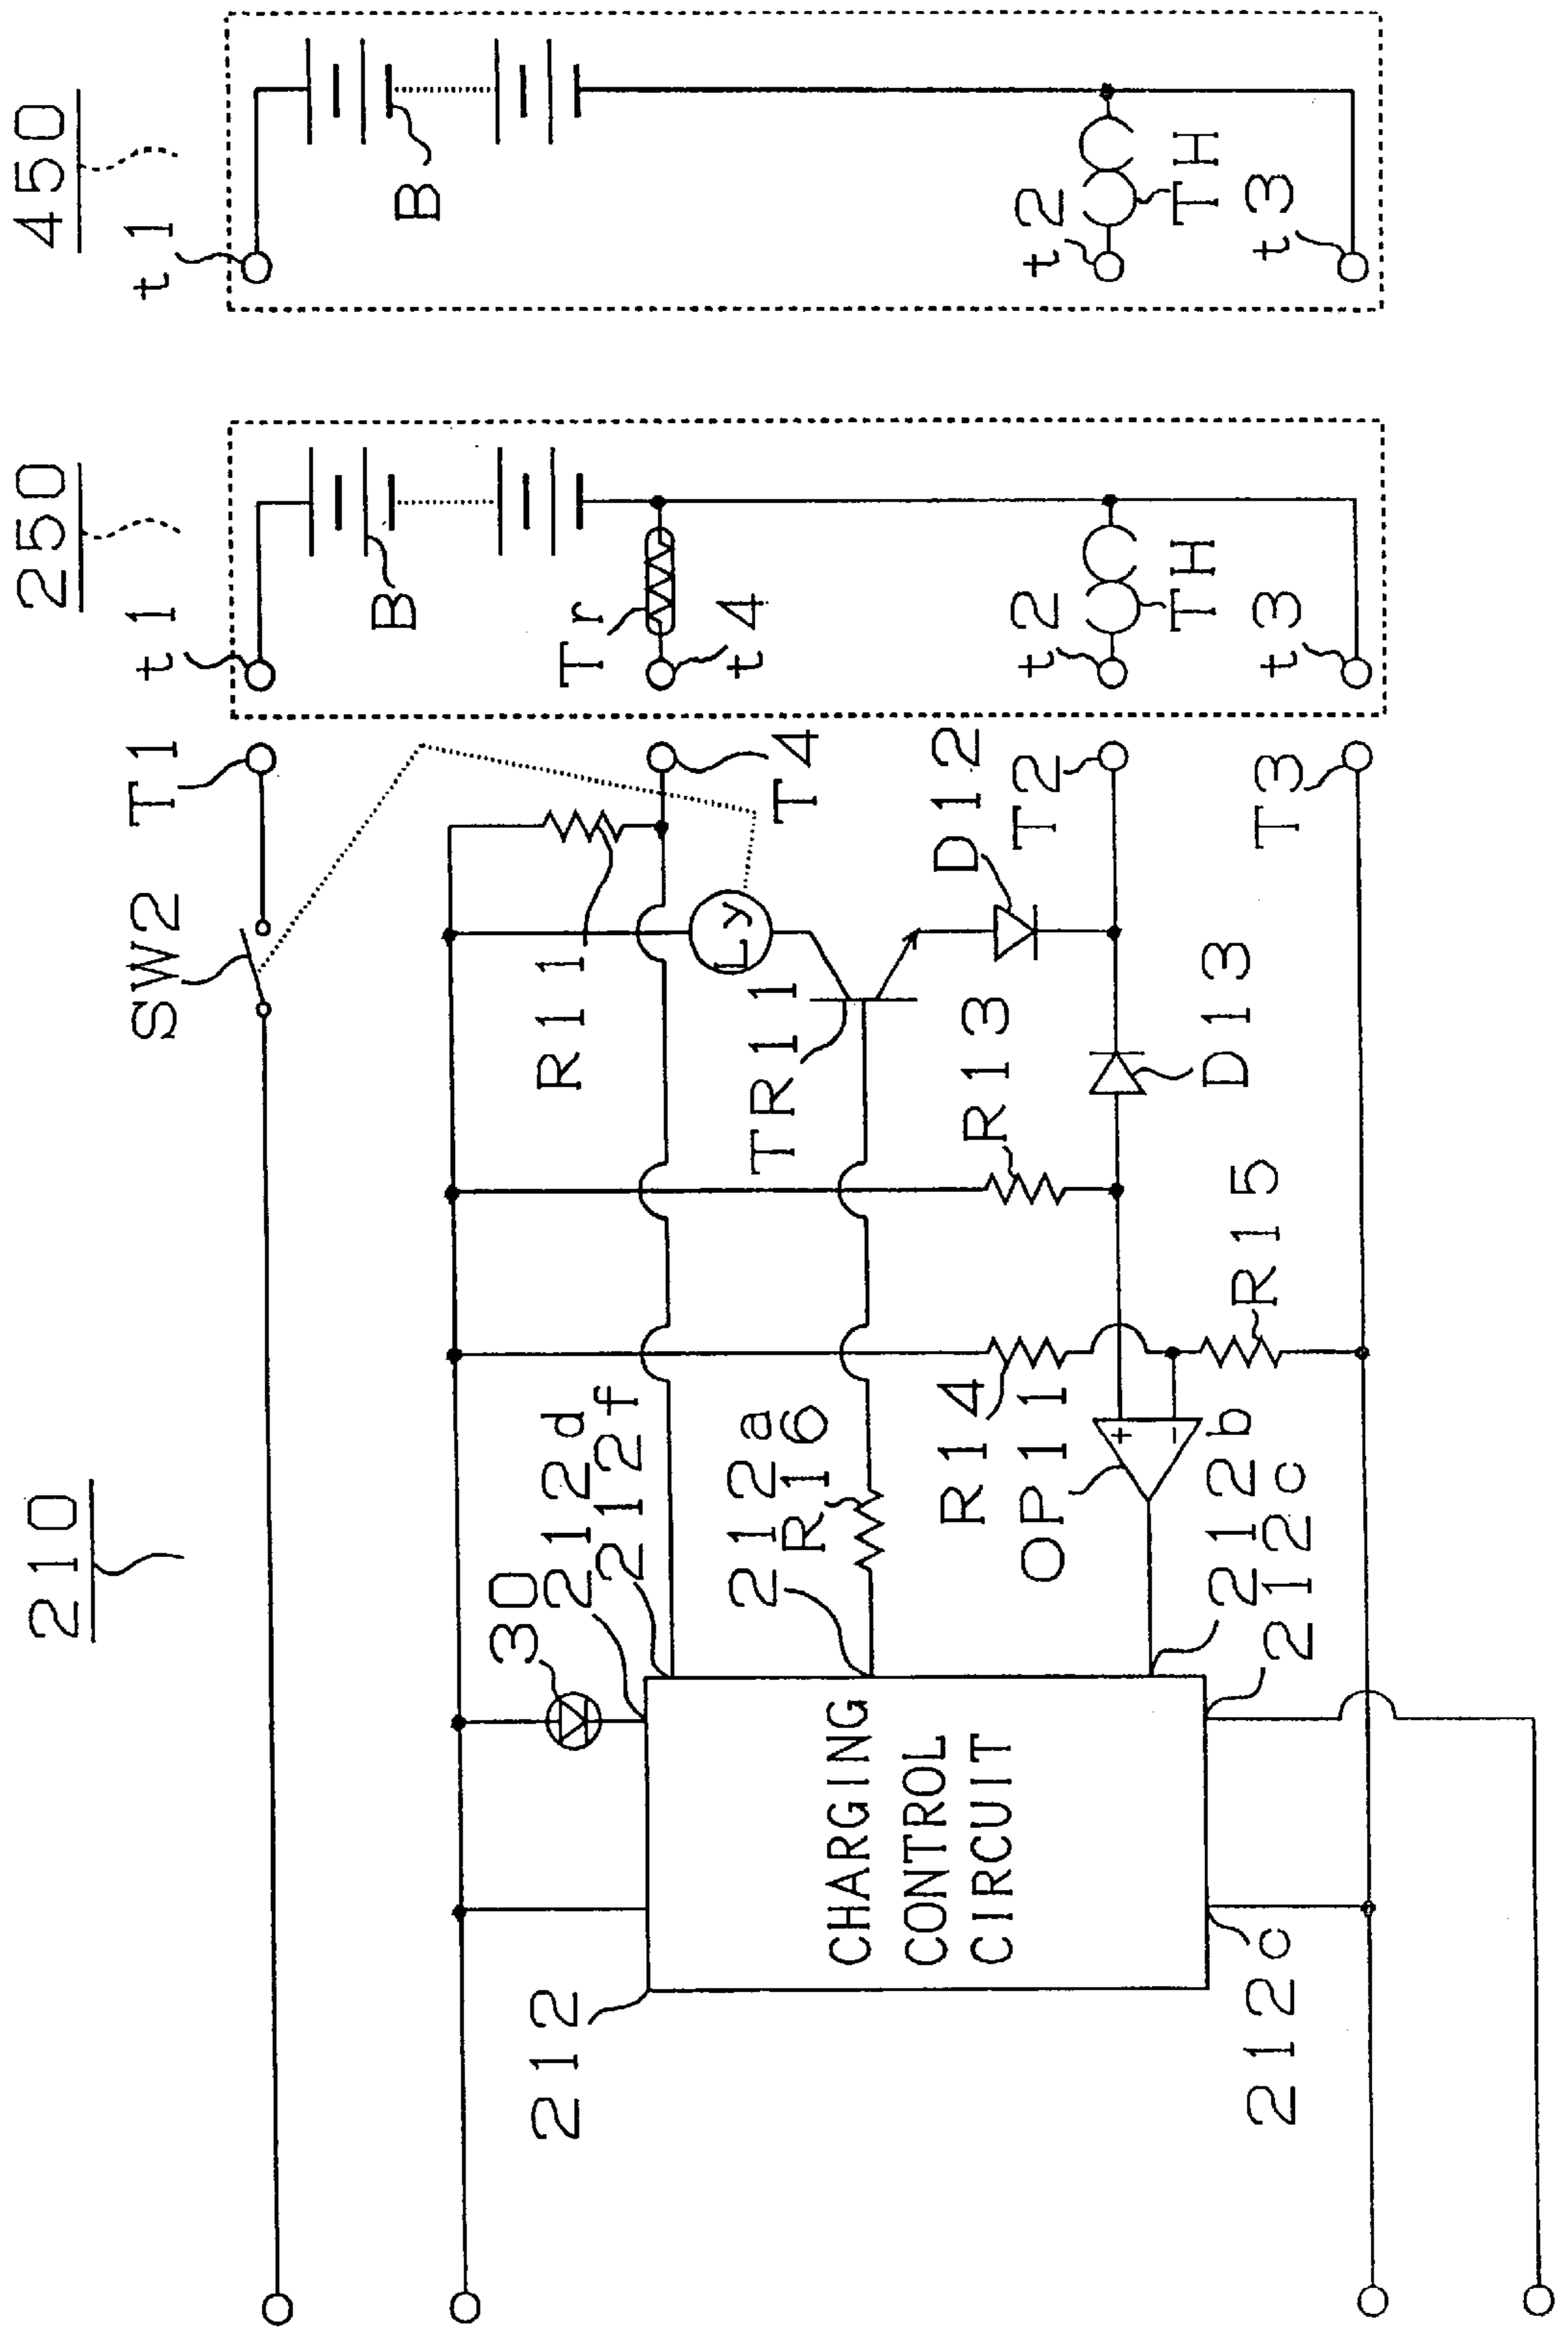 210
250
450
SW2
T1
t1
t1
B
B
30
212d
212f
R11
Tr
T4
t4
212
212a
R16
TR11
Ly
CHARGING
CONTROL
CIRCUIT
R14
OP11
R13
D12
T2
t2
t2
TH
TH
+
-
212b
212c
R15
D13
T3
t3
t3
212c